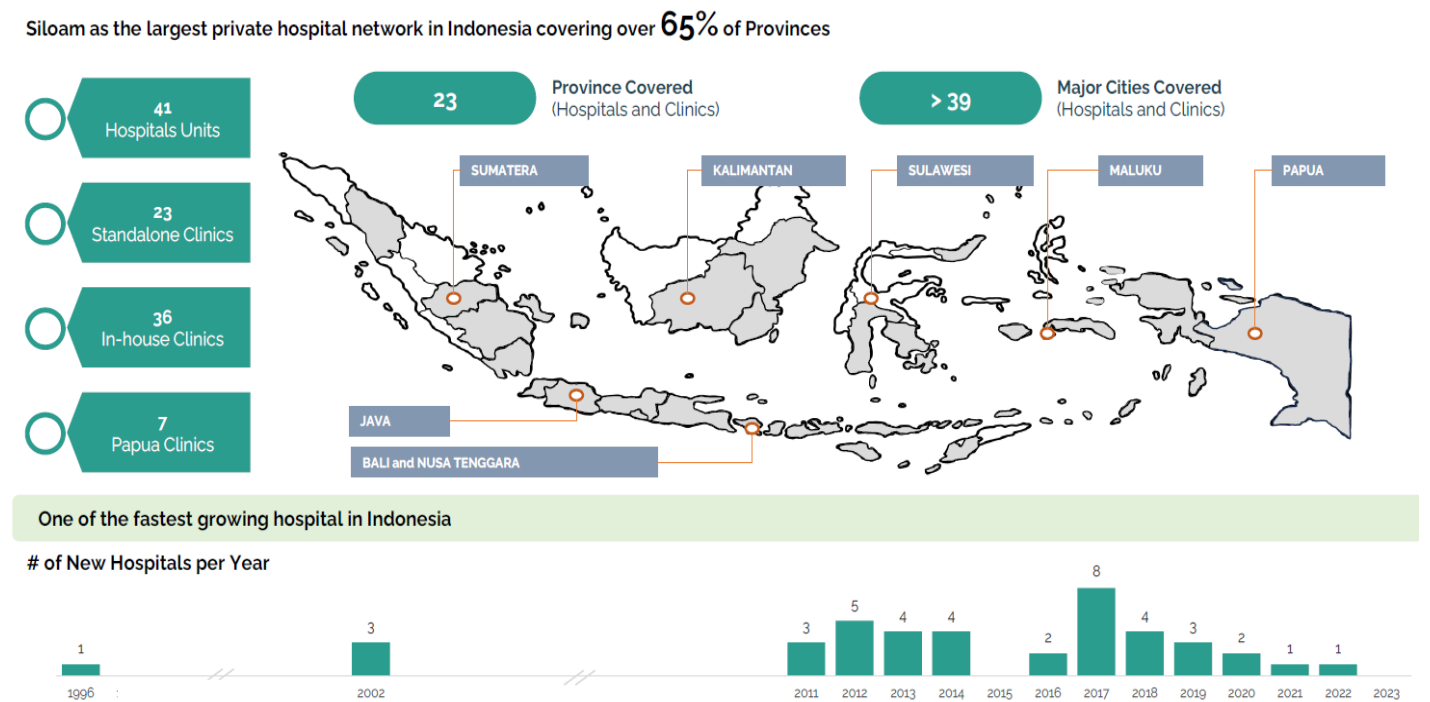 Siloam as the largest private hospital network in Indonesia covering over 65% of Provinces
41
Hospitals Units
23
Standalone Clinics
36
In-house Clinics
7
Papua Clinics
23
Province Covered
(Hospitals and Clinics)
> 39
Major Cities Covered
(Hospitals and Clinics)
SUMATERA
KALIMANTAN
SULAWESI
MALUKU
PAPUA
JAVA
BALI and NUSA TENGGARA
One of the fastest growing hospital in Indonesia
# of New Hospitals per Year
1
3
3
5
4
4
2
8
4
3
2
1
1
1996 : 2002 2011 2012 2013 2014 2015 2016 2017 2018 2019 2020 2021 2022 2023